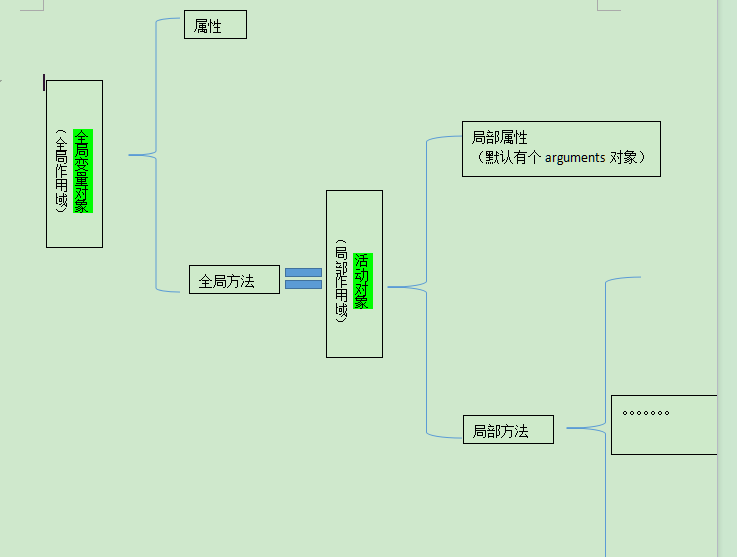 属性
全局变量对象
（全局作用域）
全局方法
活动对象
（局部作用域）
局部属性
（默认有个 arguments 对象）
局部方法
。。。。。。。